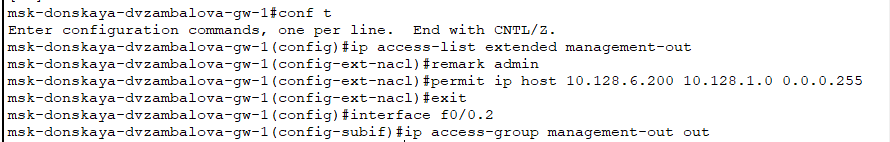 msk-donskaya-dvzambalova-gw-1#conf t
Enter configuration commands, one per line.  End with CNTL/Z.
msk-donskaya-dvzambalova-gw-1(config)#ip access-list extended management-out
msk-donskaya-dvzambalova-gw-1(config-ext-nacl)#remark admin
msk-donskaya-dvzambalova-gw-1(config-ext-nacl)#permit ip host 10.128.6.200 10.128.1.0 0.0.0.255
msk-donskaya-dvzambalova-gw-1(config-ext-nacl)#exit
msk-donskaya-dvzambalova-gw-1(config)#interface f0/0.2
msk-donskaya-dvzambalova-gw-1(config-subif)#ip access-group management-out out